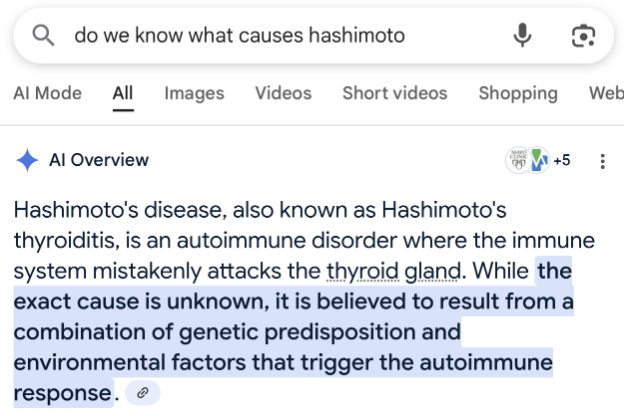 do we know what causes hashimoto
AI Mode All Images Videos Short videos Shopping Web
AI Overview +5
Hashimoto's disease, also known as Hashimoto's
thyroiditis, is an autoimmune disorder where the immune
system mistakenly attacks the thyroid gland. While the
exact cause is unknown, it is believed to result from a
combination of genetic predisposition and
environmental factors that trigger the autoimmune
response.